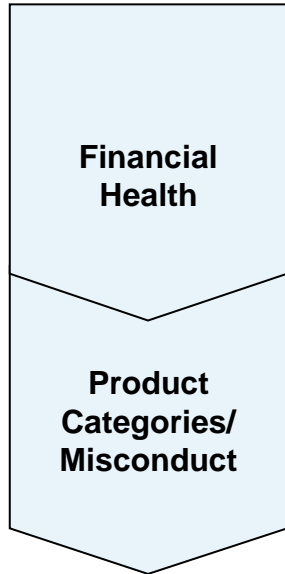 Financial
Health
Product
Categories/
Misconduct